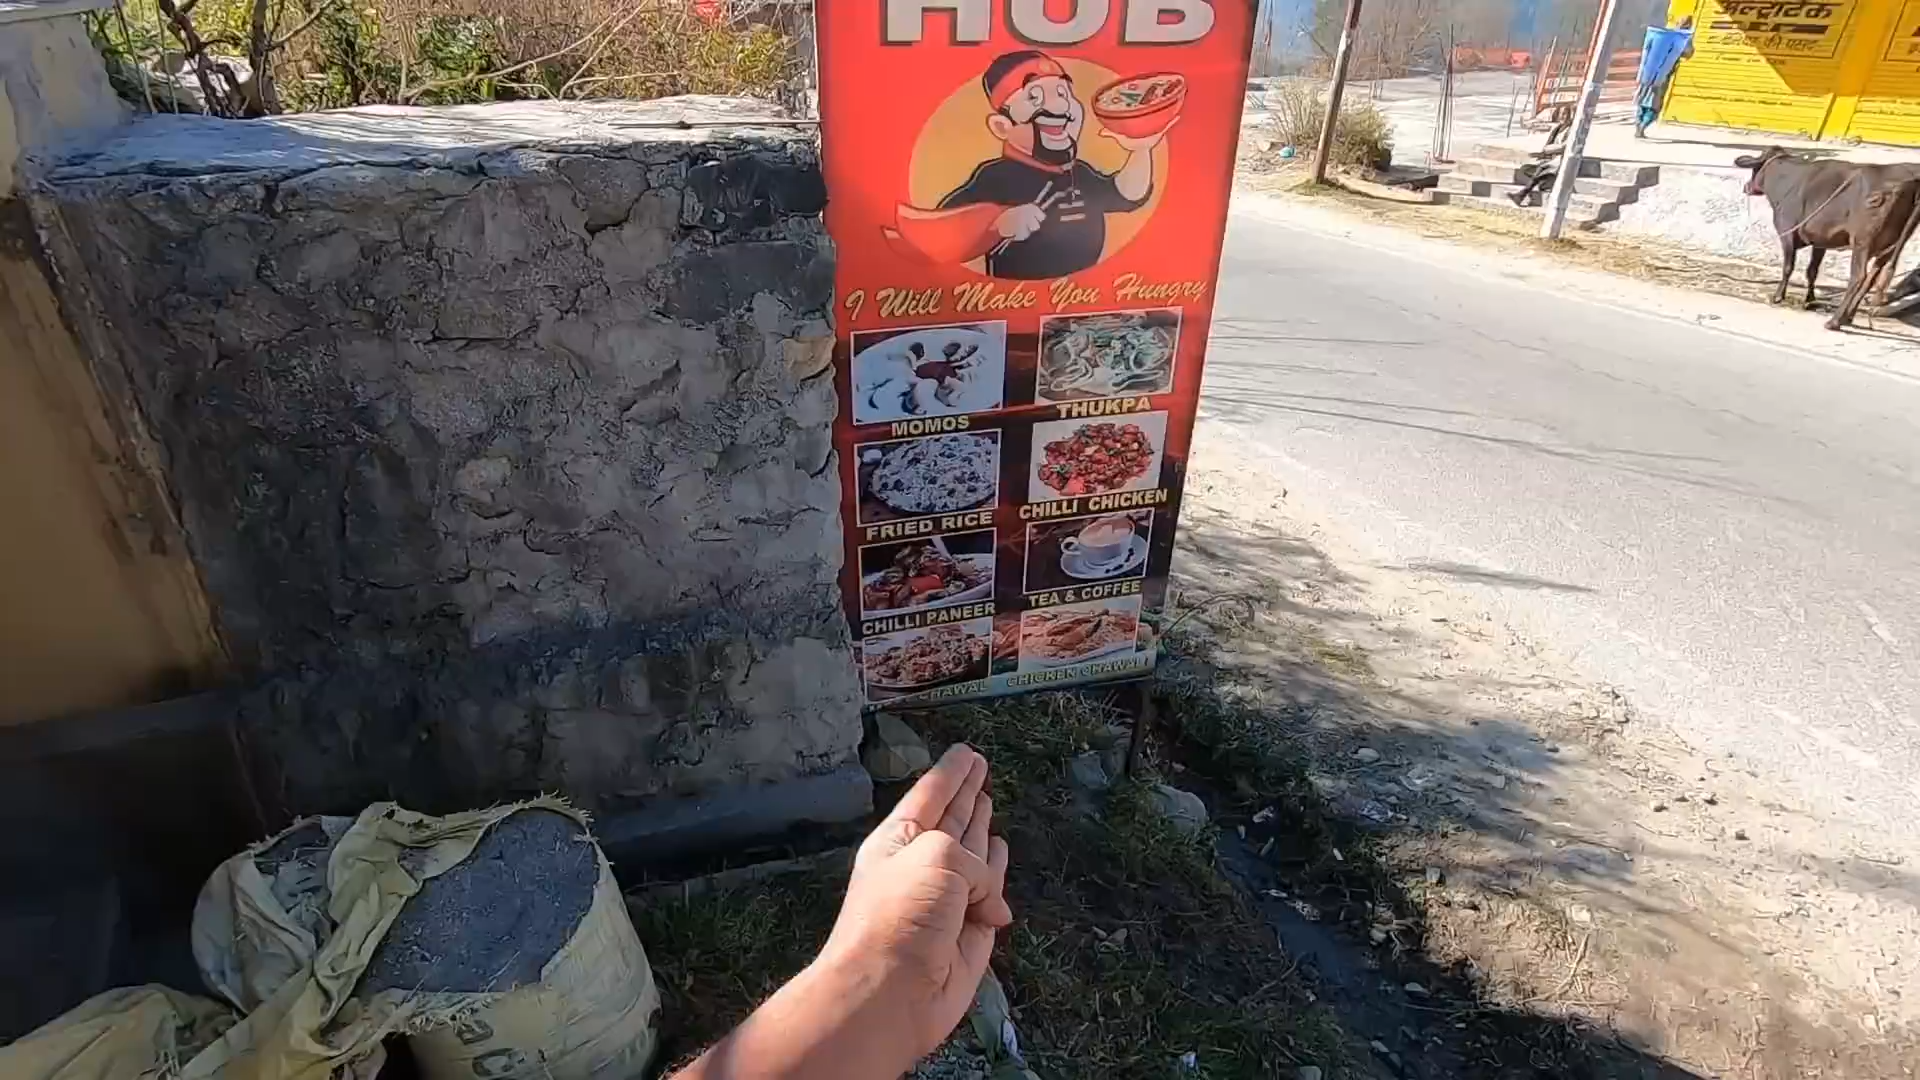 HUB
I Will Make You Hungry
MOMOS
THUKPA
FRIED RICE
CHILLI CHICKEN
CHILLI PANEER
TEA & COFFEE
CHAWAL
CHICKEN CHAWAL